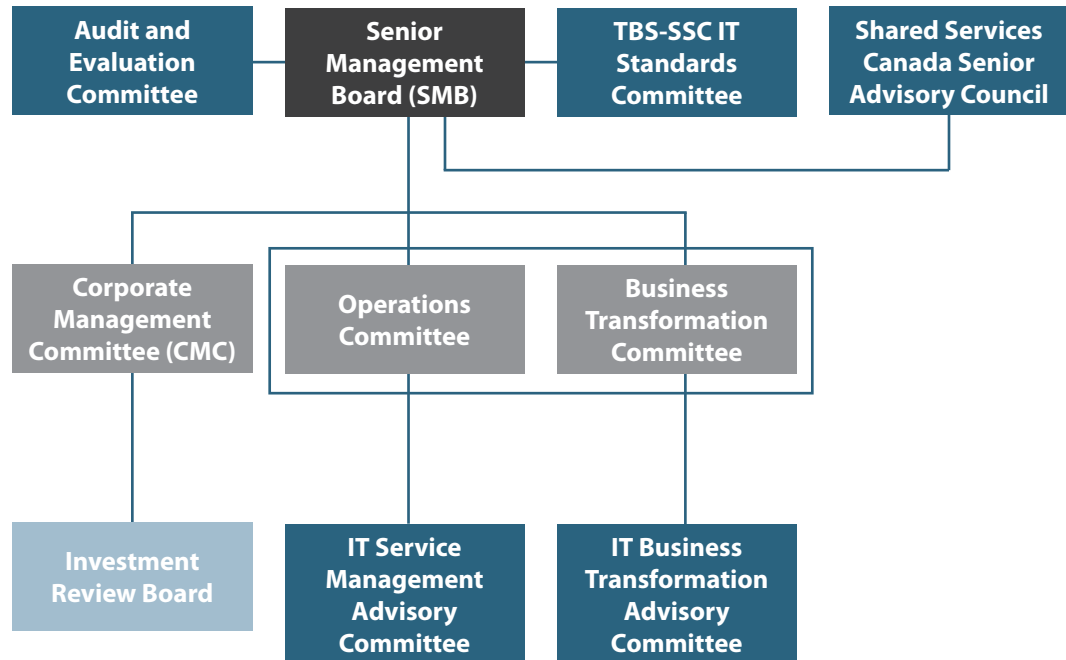 Audit and
Evaluation
Committee
Senior
Management
Board (SMB)
TBS-SSC IT
Standards
Committee
Shared Services
Canada Senior
Advisory Council
Corporate
Management
Committee (CMC)
Operations
Committee
Business
Transformation
Committee
Investment
Review Board
IT Service
Management
Advisory
Committee
IT Business
Transformation
Advisory
Committee